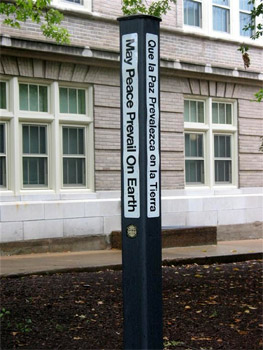 May Peace Prevail On Earth
Que la Paz Prevalezca en la Tierra